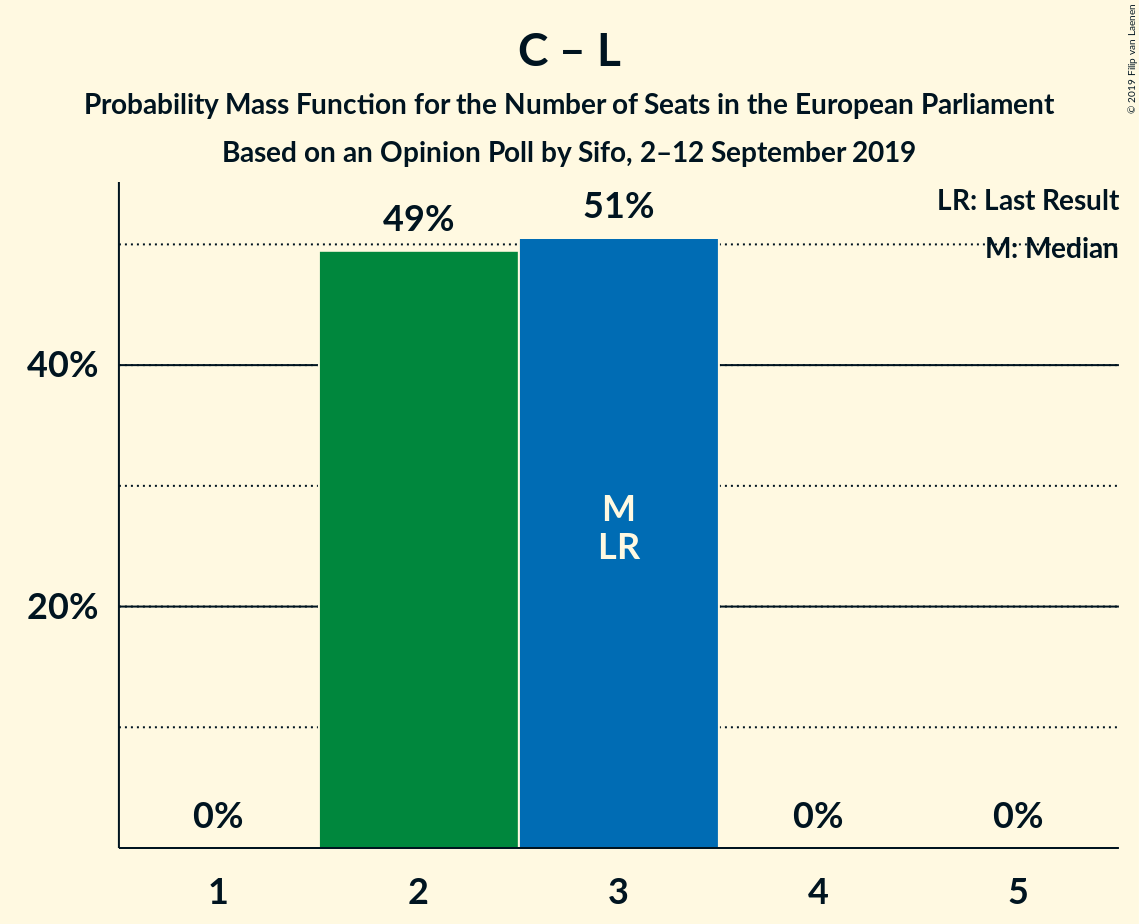 C – L
Probability Mass Function for the Number of Seats in the European Parliament
Based on an Opinion Poll by Sifo, 2–12 September 2019
© 2019 Filip van Laenen
LR: Last Result
M: Median
49%
51%
40%
20%
M
LR
0%
0%
0%
1
2
3
4
5